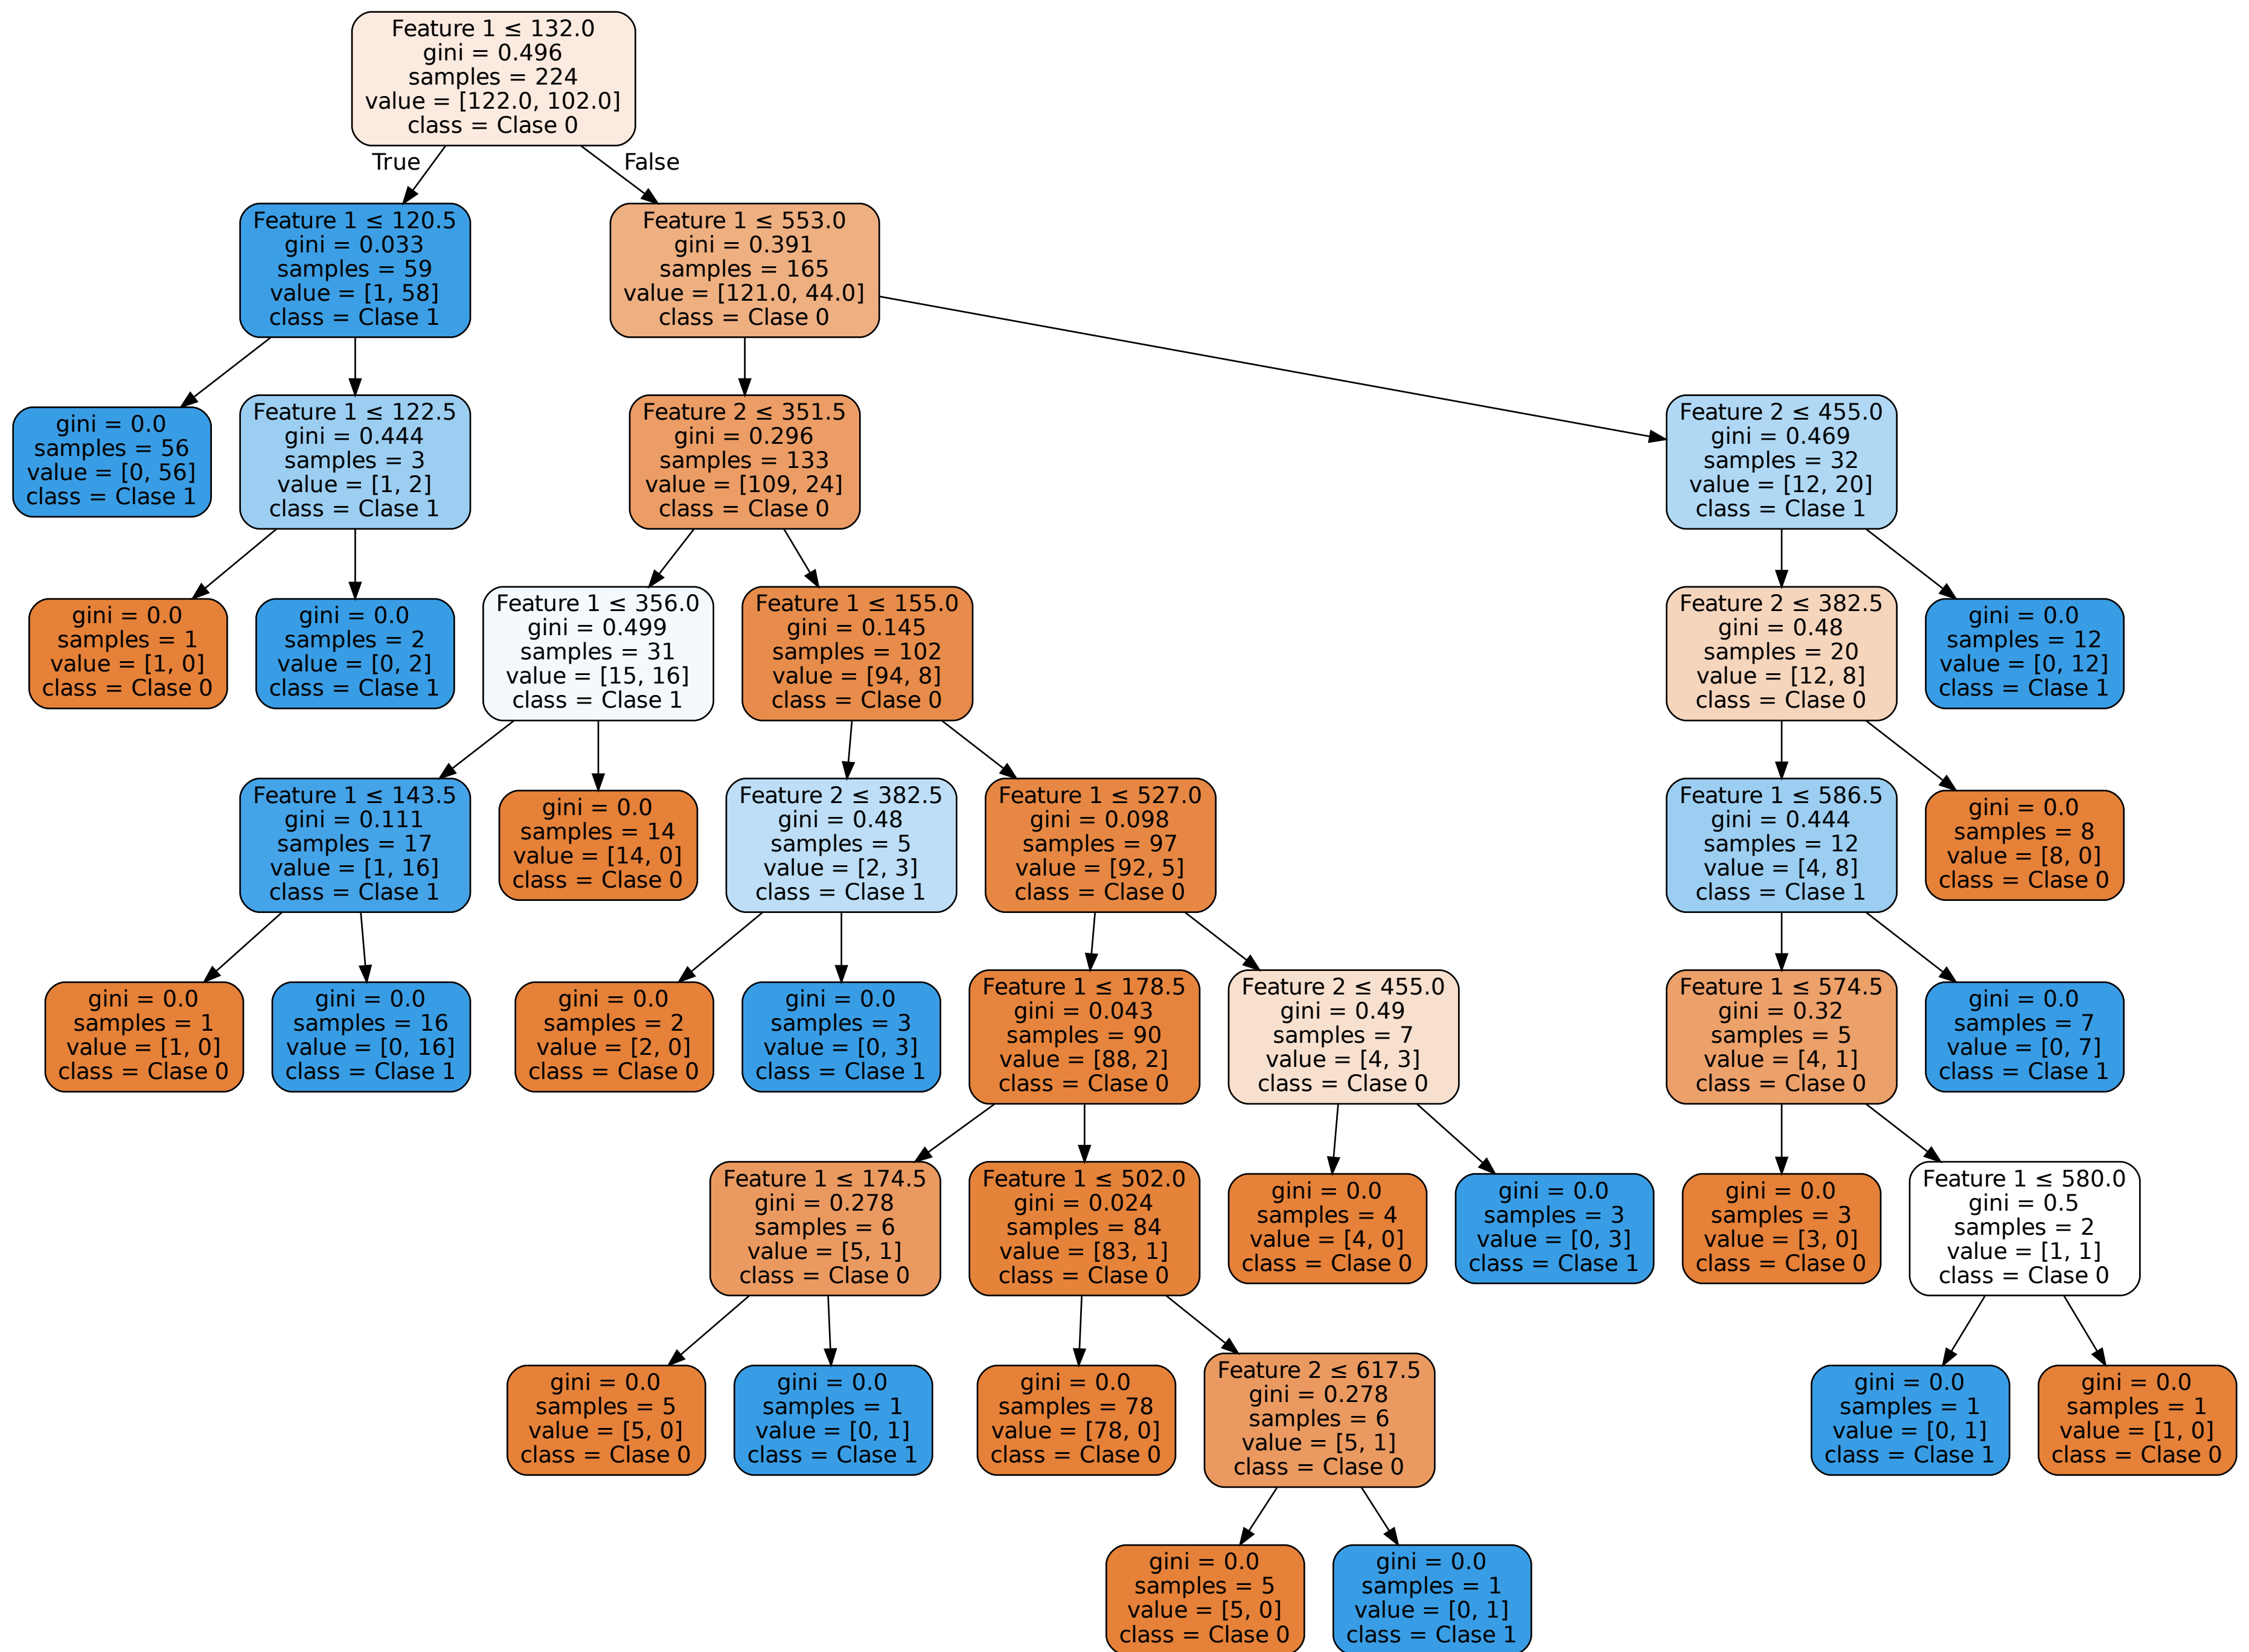 Feature 1 ≤ 132.0
gini = 0.496
samples = 224
value = [122.0, 102.0]
class = Clase 0
True
False
Feature 1 ≤ 120.5
gini = 0.033
samples = 59
value = [1, 58]
class = Clase 1
Feature 1 ≤ 553.0
gini = 0.391
samples = 165
value = [121.0, 44.0]
class = Clase 0
gini = 0.0
samples = 56
value = [0, 56]
class = Clase 1
Feature 1 ≤ 122.5
gini = 0.444
samples = 3
value = [1, 2]
class = Clase 1
Feature 2 ≤ 351.5
gini = 0.296
samples = 133
value = [109, 24]
class = Clase 0
Feature 2 ≤ 455.0
gini = 0.469
samples = 32
value = [12, 20]
class = Clase 1
gini = 0.0
samples = 1
value = [1, 0]
class = Clase 0
gini = 0.0
samples = 2
value = [0, 2]
class = Clase 1
Feature 1 ≤ 356.0
gini = 0.499
samples = 31
value = [15, 16]
class = Clase 1
Feature 1 ≤ 155.0
gini = 0.145
samples = 102
value = [94, 8]
class = Clase 0
Feature 2 ≤ 382.5
gini = 0.48
samples = 20
value = [12, 8]
class = Clase 0
gini = 0.0
samples = 12
value = [0, 12]
class = Clase 1
Feature 1 ≤ 143.5
gini = 0.111
samples = 17
value = [1, 16]
class = Clase 1
gini = 0.0
samples = 14
value = [14, 0]
class = Clase 0
Feature 2 ≤ 382.5
gini = 0.48
samples = 5
value = [2, 3]
class = Clase 1
Feature 1 ≤ 527.0
gini = 0.098
samples = 97
value = [92, 5]
class = Clase 0
Feature 1 ≤ 586.5
gini = 0.444
samples = 12
value = [4, 8]
class = Clase 1
gini = 0.0
samples = 8
value = [8, 0]
class = Clase 0
gini = 0.0
samples = 1
value = [1, 0]
class = Clase 0
gini = 0.0
samples = 16
value = [0, 16]
class = Clase 1
gini = 0.0
samples = 2
value = [2, 0]
class = Clase 0
gini = 0.0
samples = 3
value = [0, 3]
class = Clase 1
Feature 1 ≤ 178.5
gini = 0.043
samples = 90
value = [88, 2]
class = Clase 0
Feature 2 ≤ 455.0
gini = 0.49
samples = 7
value = [4, 3]
class = Clase 0
Feature 1 ≤ 574.5
gini = 0.32
samples = 5
value = [4, 1]
class = Clase 0
gini = 0.0
samples = 7
value = [0, 7]
class = Clase 1
Feature 1 ≤ 174.5
gini = 0.278
samples = 6
value = [5, 1]
class = Clase 0
Feature 1 ≤ 502.0
gini = 0.024
samples = 84
value = [83, 1]
class = Clase 0
gini = 0.0
samples = 4
value = [4, 0]
class = Clase 0
gini = 0.0
samples = 3
value = [0, 3]
class = Clase 1
gini = 0.0
samples = 3
value = [3, 0]
class = Clase 0
Feature 1 ≤ 580.0
gini = 0.5
samples = 2
value = [1, 1]
class = Clase 0
gini = 0.0
samples = 5
value = [5, 0]
class = Clase 0
gini = 0.0
samples = 1
value = [0, 1]
class = Clase 1
gini = 0.0
samples = 78
value = [78, 0]
class = Clase 0
Feature 2 ≤ 617.5
gini = 0.278
samples = 6
value = [5, 1]
class = Clase 0
gini = 0.0
samples = 1
value = [0, 1]
class = Clase 1
gini = 0.0
samples = 1
value = [1, 0]
class = Clase 0
gini = 0.0
samples = 5
value = [5, 0]
class = Clase 0
gini = 0.0
samples = 1
value = [0, 1]
class = Clase 1